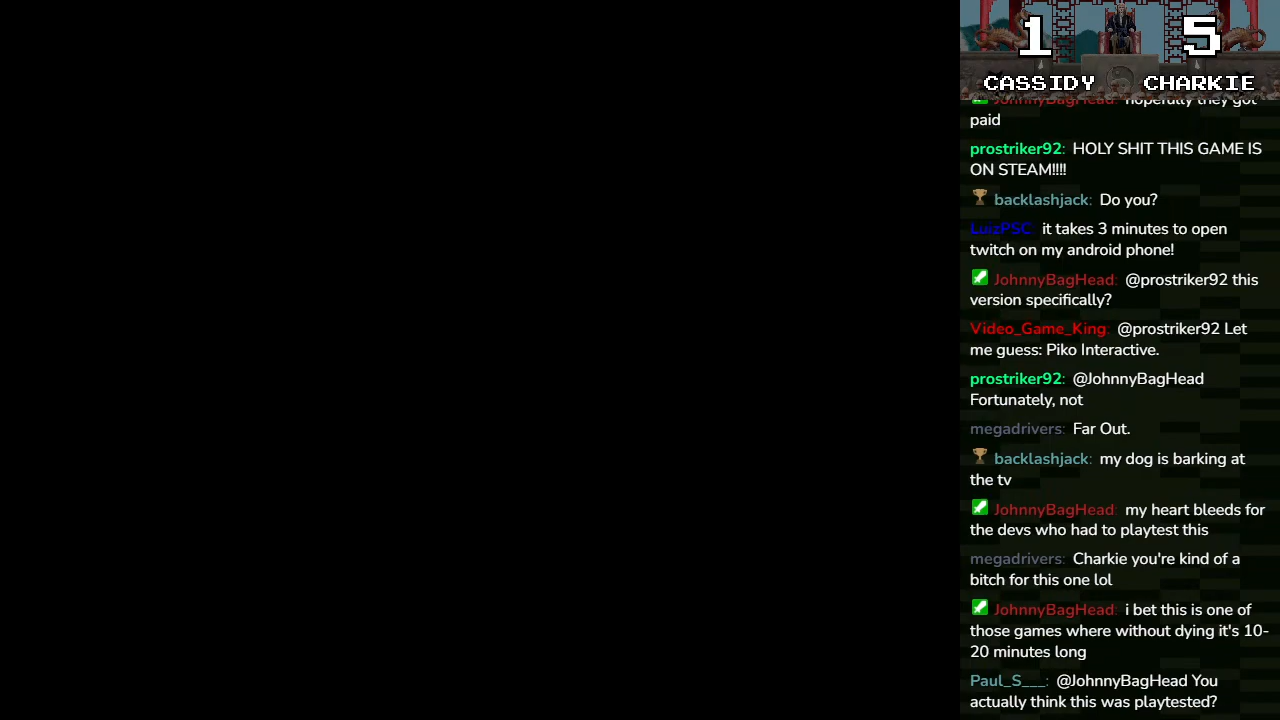 1 5
CASSIDY CHARKIE
JohnnyBagHead: hopefully they got
paid
prostriker92: HOLY SHIT THIS GAME IS
ON STEAM!!!!
backlashjack: Do you?
LuizPSC: it takes 3 minutes to open
twitch on my android phone!
JohnnyBagHead: @prostriker92 this
version specifically?
Video_Game_King: @prostriker92 Let
me guess: Piko Interactive.
prostriker92: @JohnnyBagHead
Fortunately, not
megadrivers: Far Out.
backlashjack: my dog is barking at
the tv
JohnnyBagHead: my heart bleeds for
the devs who had to playtest this
megadrivers: Charkie you're kind of a
bitch for this one lol
JohnnyBagHead: i bet this is one of
those games where without dying it's 10-
20 minutes long
Paul_S___: @JohnnyBagHead You
actually think this was playtested?